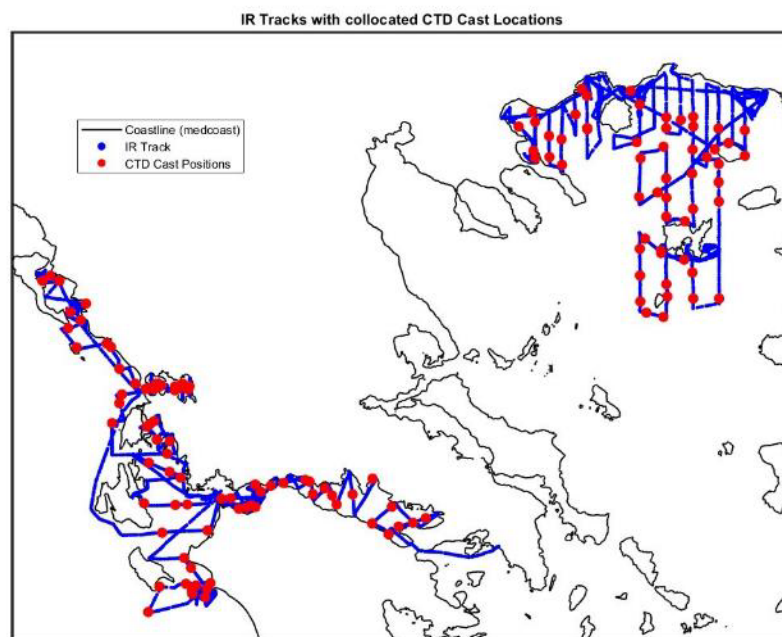 IR Tracks with collocated CTD Cast Locations
Coastline (medcoast)
IR Track
CTD Cast Positions